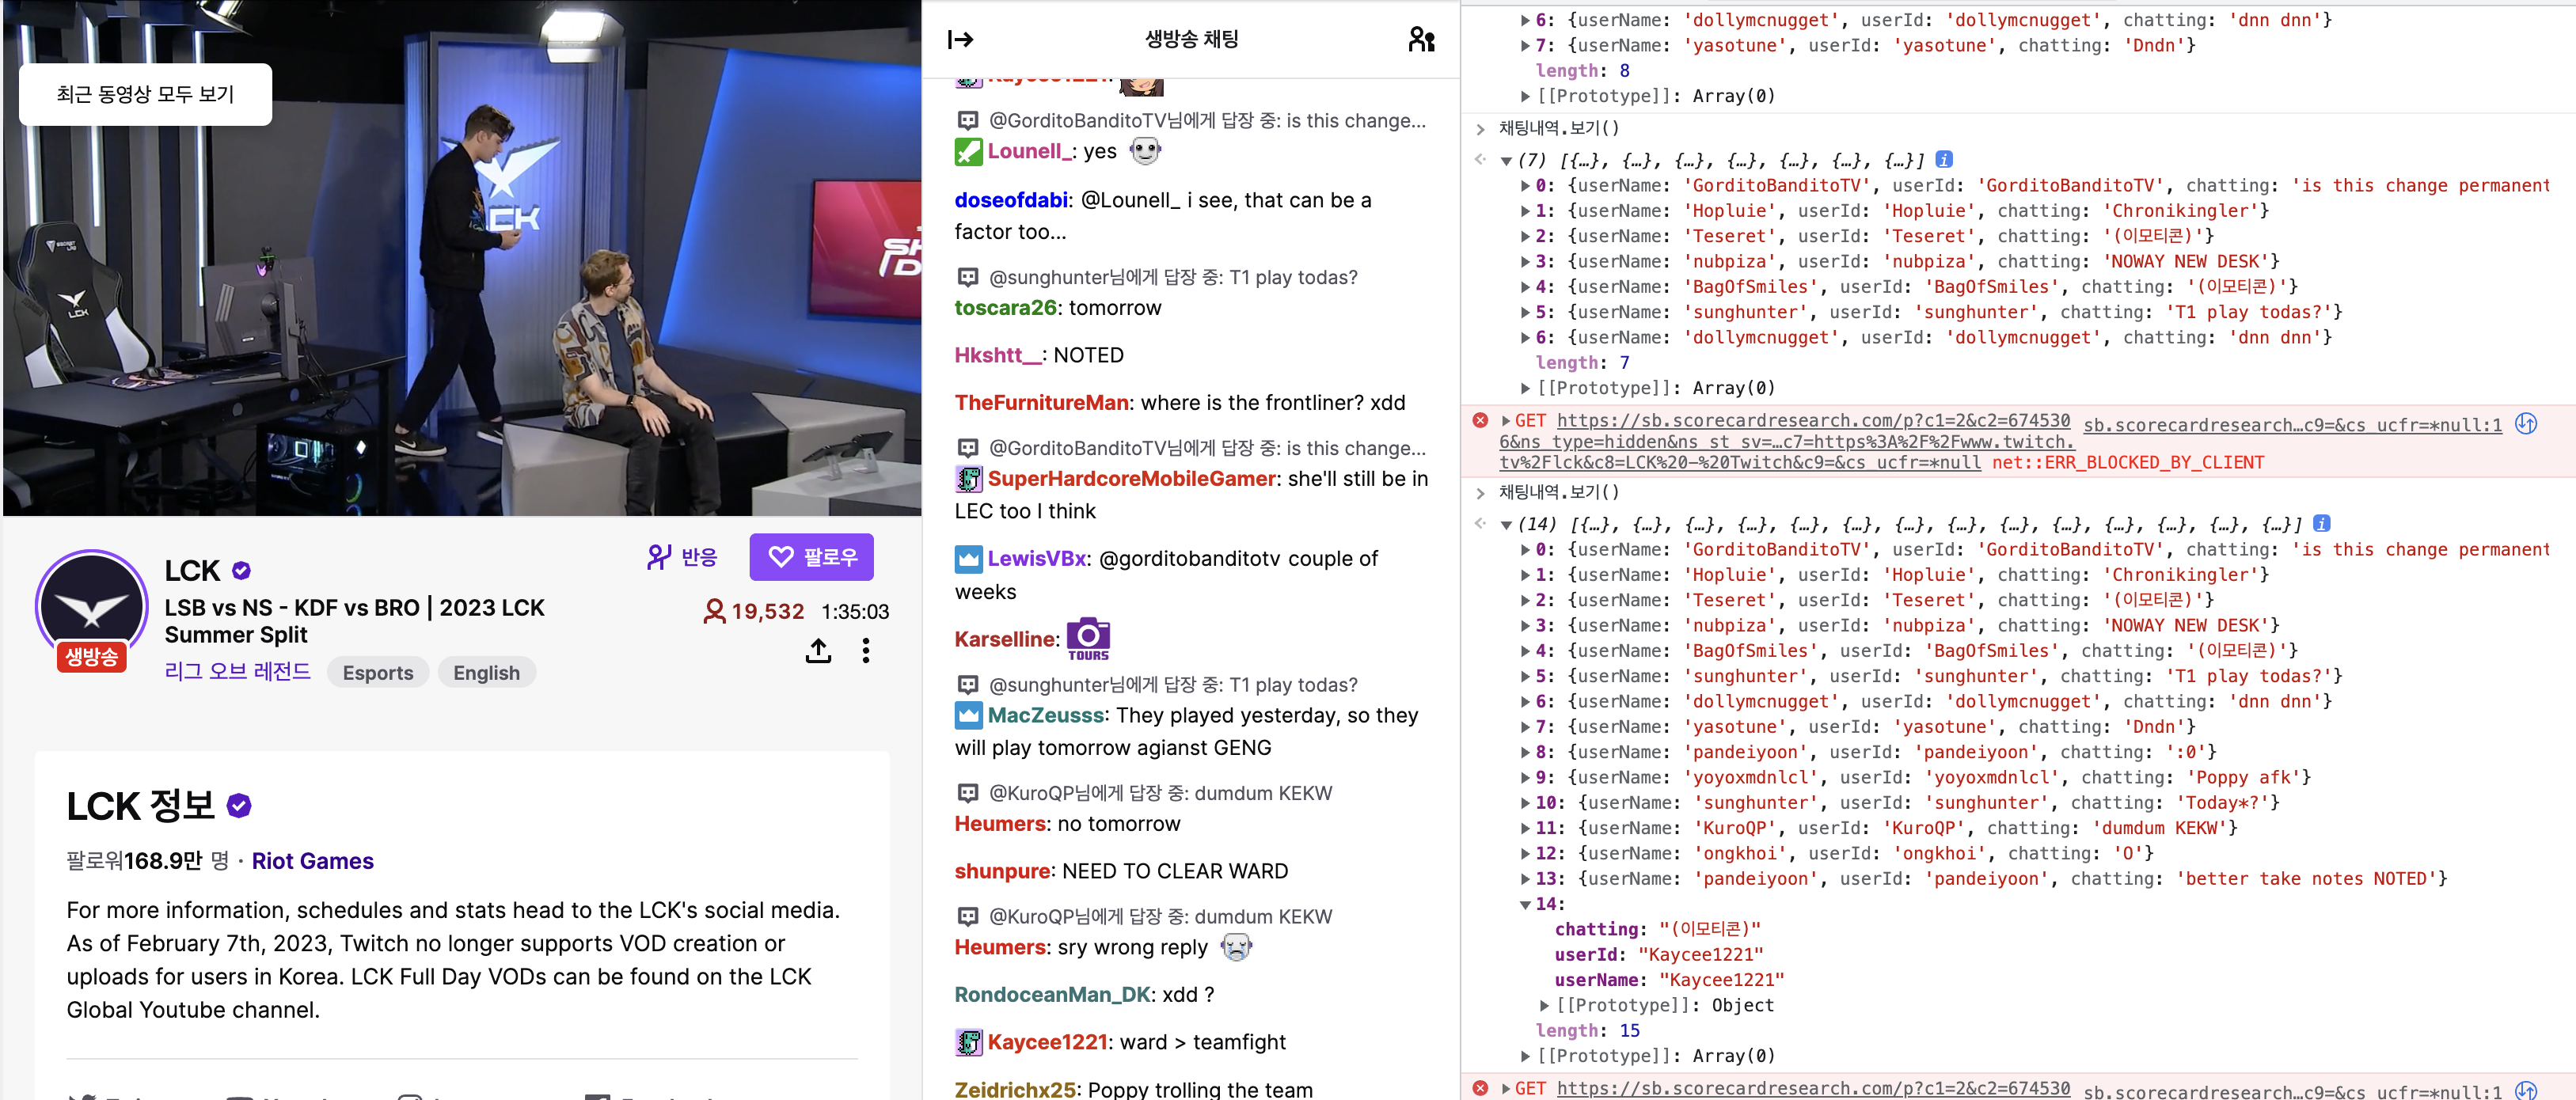 최근 동영상 모두 보기
LCK
LCK
LCK 
LSB vs NS - KDF vs BRO | 2023 LCK
Summer Split
리그 오브 레전드 Esports English
생방송
반응 팔로우
19,532 1:35:03
LCK 정보
팔로워168.9만 명 · Riot Games
For more information, schedules and stats head to the LCK's social media.
As of February 7th, 2023, Twitch no longer supports VOD creation or
uploads for users in Korea. LCK Full Day VODs can be found on the LCK
Global Youtube channel.
생방송 채팅
Kaycee1221:
@GorditoBanditoTV님에게 답장 중: is this change...
Lounell_: yes
doseofdabi: @Lounell_ i see, that can be a
factor too...
@sunghunter님에게 답장 중: T1 play todas?
toscara26: tomorrow
Hkshtt__: NOTED
TheFurnitureMan: where is the frontliner? xdd
@GorditoBanditoTV님에게 답장 중: is this change...
SuperHardcoreMobileGamer: she'll still be in
LEC too I think
LewisVBx: @gorditobanditotv couple of
weeks
Karselline: TOURS
@sunghunter님에게 답장 중: T1 play todas?
MacZeusss: They played yesterday, so they
will play tomorrow agianst GENG
@KuroQP님에게 답장 중: dumdum KEKW
Heumers: no tomorrow
shunpure: NEED TO CLEAR WARD
@KuroQP님에게 답장 중: dumdum KEKW
Heumers: sry wrong reply
RondoceanMan_DK: xdd ?
Kaycee1221: ward > teamfight
Zeidrichx25: Poppy trolling the team
6: {userName: 'dollymcnugget', userId: 'dollymcnugget', chatting: 'dnn dnn'}
7: {userName: 'yasotune', userId: 'yasotune', chatting: 'Dndn'}
length: 8
[[Prototype]]: Array(0)
채팅내역.보기()
(7) [{…}, {…}, {…}, {…}, {…}, {…}, {…}]
0: {userName: 'GorditoBanditoTV', userId: 'GorditoBanditoTV', chatting: 'is this change permanent
1: {userName: 'Hopluie', userId: 'Hopluie', chatting: 'Chronikingler'}
2: {userName: 'Teseret', userId: 'Teseret', chatting: '(이모티콘)'}
3: {userName: 'nubpiza', userId: 'nubpiza', chatting: 'NOWAY NEW DESK'}
4: {userName: 'BagOfSmiles', userId: 'BagOfSmiles', chatting: '(이모티콘)'}
5: {userName: 'sunghunter', userId: 'sunghunter', chatting: 'T1 play todas?'}
6: {userName: 'dollymcnugget', userId: 'dollymcnugget', chatting: 'dnn dnn'}
length: 7
[[Prototype]]: Array(0)
GET https://sb.scorecardresearch.com/p?c1=2&c2=674530 sb.scorecardresearch…c9=&cs_ucfr=*null:1
6&ns_type=hidden&ns_st_sv=…c7=https%3A%2F%2Fwww.twitch.
tv%2Flck&c8=LCK%20-%20Twitch&c9=&cs_ucfr=*null net::ERR_BLOCKED_BY_CLIENT
채팅내역.보기()
(14) [{…}, {…}, {…}, {…}, {…}, {…}, {…}, {…}, {…}, {…}, {…}, {…}, {…}, {…}]
0: {userName: 'GorditoBanditoTV', userId: 'GorditoBanditoTV', chatting: 'is this change permanent
1: {userName: 'Hopluie', userId: 'Hopluie', chatting: 'Chronikingler'}
2: {userName: 'Teseret', userId: 'Teseret', chatting: '(이모티콘)'}
3: {userName: 'nubpiza', userId: 'nubpiza', chatting: 'NOWAY NEW DESK'}
4: {userName: 'BagOfSmiles', userId: 'BagOfSmiles', chatting: '(이모티콘)'}
5: {userName: 'sunghunter', userId: 'sunghunter', chatting: 'T1 play todas?'}
6: {userName: 'dollymcnugget', userId: 'dollymcnugget', chatting: 'dnn dnn'}
7: {userName: 'yasotune', userId: 'yasotune', chatting: 'Dndn'}
8: {userName: 'pandeiyoon', userId: 'pandeiyoon', chatting: ':0'}
9: {userName: 'yoyoxmdnlcl', userId: 'yoyoxmdnlcl', chatting: 'Poppy afk'}
10: {userName: 'sunghunter', userId: 'sunghunter', chatting: 'Today*?'}
11: {userName: 'KuroQP', userId: 'KuroQP', chatting: 'dumdum KEKW'}
12: {userName: 'ongkhoi', userId: 'ongkhoi', chatting: 'O'}
13: {userName: 'pandeiyoon', userId: 'pandeiyoon', chatting: 'better take notes NOTED'}
14:
chatting: "(이모티콘)"
userId: "Kaycee1221"
userName: "Kaycee1221"
[[Prototype]]: Object
length: 15
[[Prototype]]: Array(0)
GET https://sb.scorecardresearch.com/p?c1=2&c2=674530 sb.scorecardresearch…c9=&cs_ucfr=*null:1